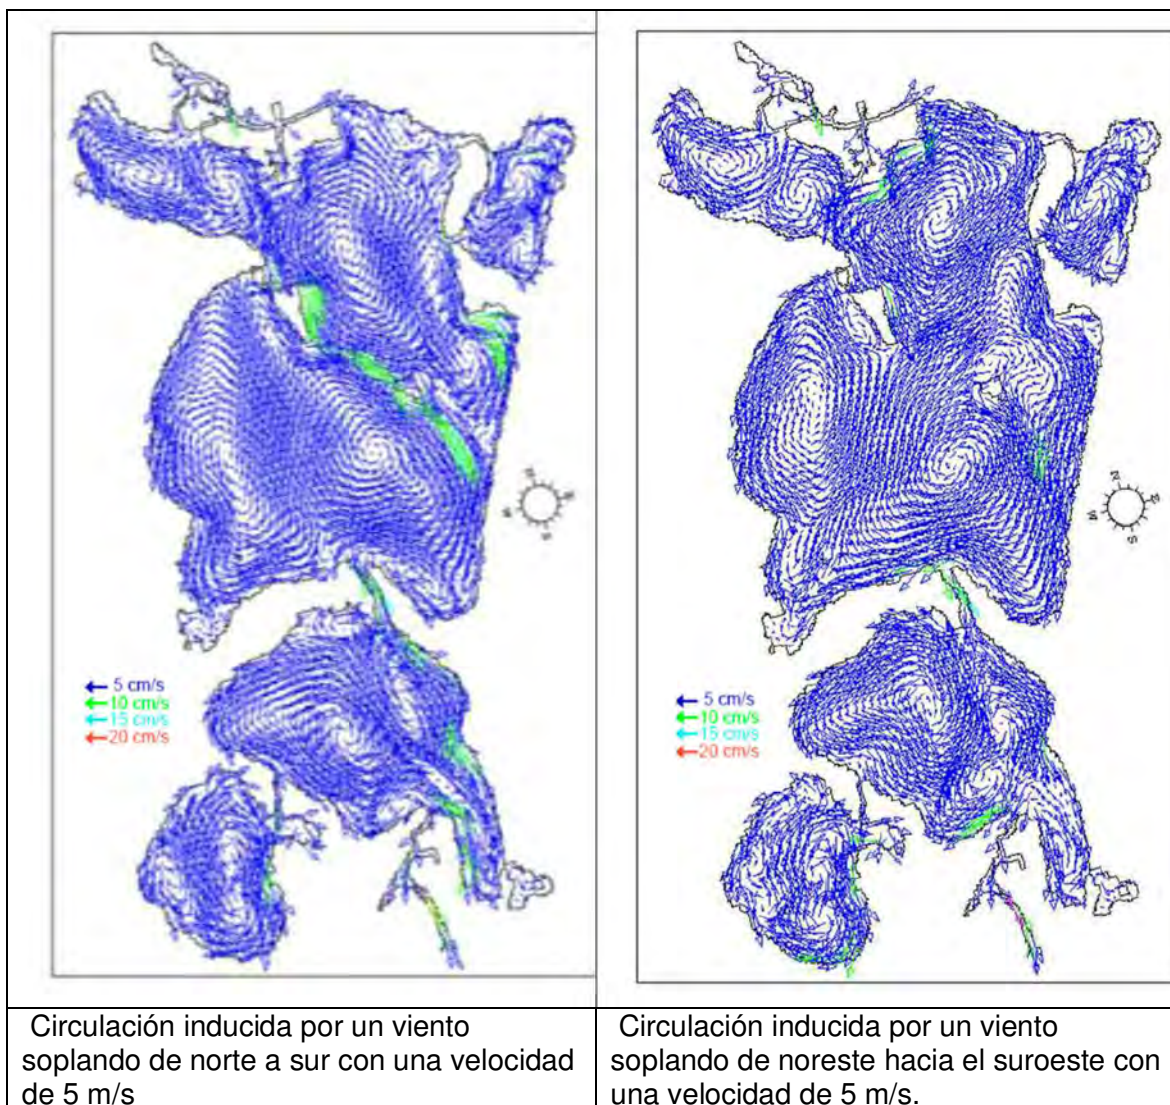 5 cm/s
10 cm/s
15 cm/s
20 cm/s
5 cm/s
10 cm/s
15 cm/s
20 cm/s
Circulación inducida por un viento
soplando de norte a sur con una velocidad
de 5 m/s
Circulación inducida por un viento
soplando de noreste hacia el suroeste con
una velocidad de 5 m/s.